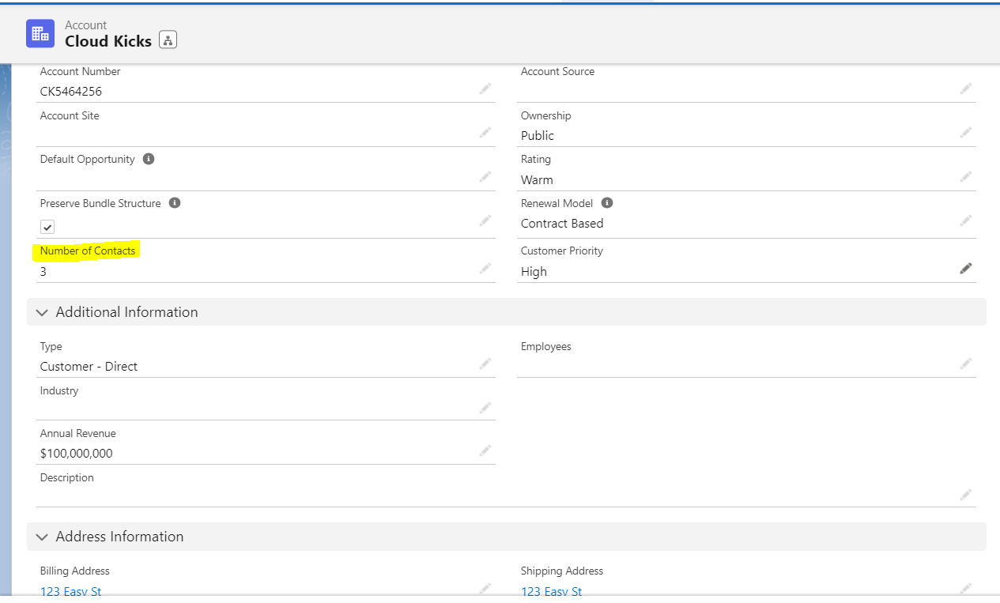 Account
Cloud Kicks
Account Number
CK5464256
Account Source
Account Site
Ownership
Public
Default Opportunity
Rating
Warm
Preserve Bundle Structure
Renewal Model
Contract Based
Number of Contacts
3
Customer Priority
High
Additional Information
Type
Customer - Direct
Employees
Industry
Annual Revenue
$100,000,000
Description
Address Information
Billing Address
123 Easy St
Shipping Address
123 Easy St